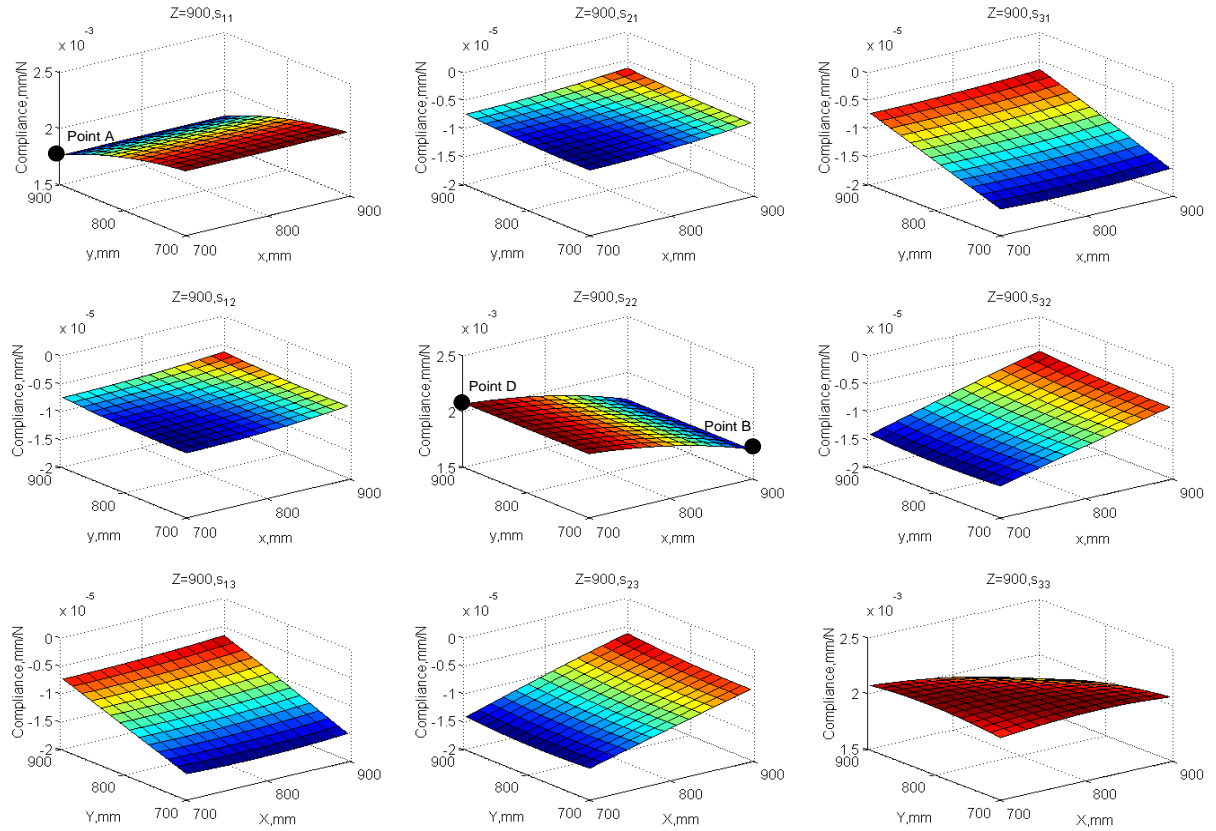 Z=900,s11
x 10^-3
Compliance,mm/N
2.5
2
1.5
Point A
900
800
700
y,mm
700
800
900
x,mm
Z=900,s21
x 10^-5
Compliance,mm/N
0
-0.5
-1
-1.5
-2
900
800
700
y,mm
700
800
900
x,mm
Z=900,s31
x 10^-5
Compliance,mm/N
0
-0.5
-1
-1.5
-2
900
800
700
y,mm
700
800
900
x,mm
Z=900,s12
x 10^-5
Compliance,mm/N
0
-0.5
-1
-1.5
-2
900
800
700
y,mm
700
800
900
x,mm
Z=900,s22
x 10^-3
Compliance,mm/N
2.5
2
1.5
Point D
Point B
900
800
700
y,mm
700
800
900
x,mm
Z=900,s32
x 10^-5
Compliance,mm/N
0
-0.5
-1
-1.5
-2
900
800
700
y,mm
700
800
900
x,mm
Z=900,s13
x 10^-5
Compliance,mm/N
0
-0.5
-1
-1.5
-2
900
800
700
Y,mm
700
800
900
X,mm
Z=900,s23
x 10^-5
Compliance,mm/N
0
-0.5
-1
-1.5
-2
900
800
700
Y,mm
700
800
900
X,mm
Z=900,s33
x 10^-3
Compliance,mm/N
2.5
2
1.5
900
800
700
Y,mm
700
800
900
X,mm